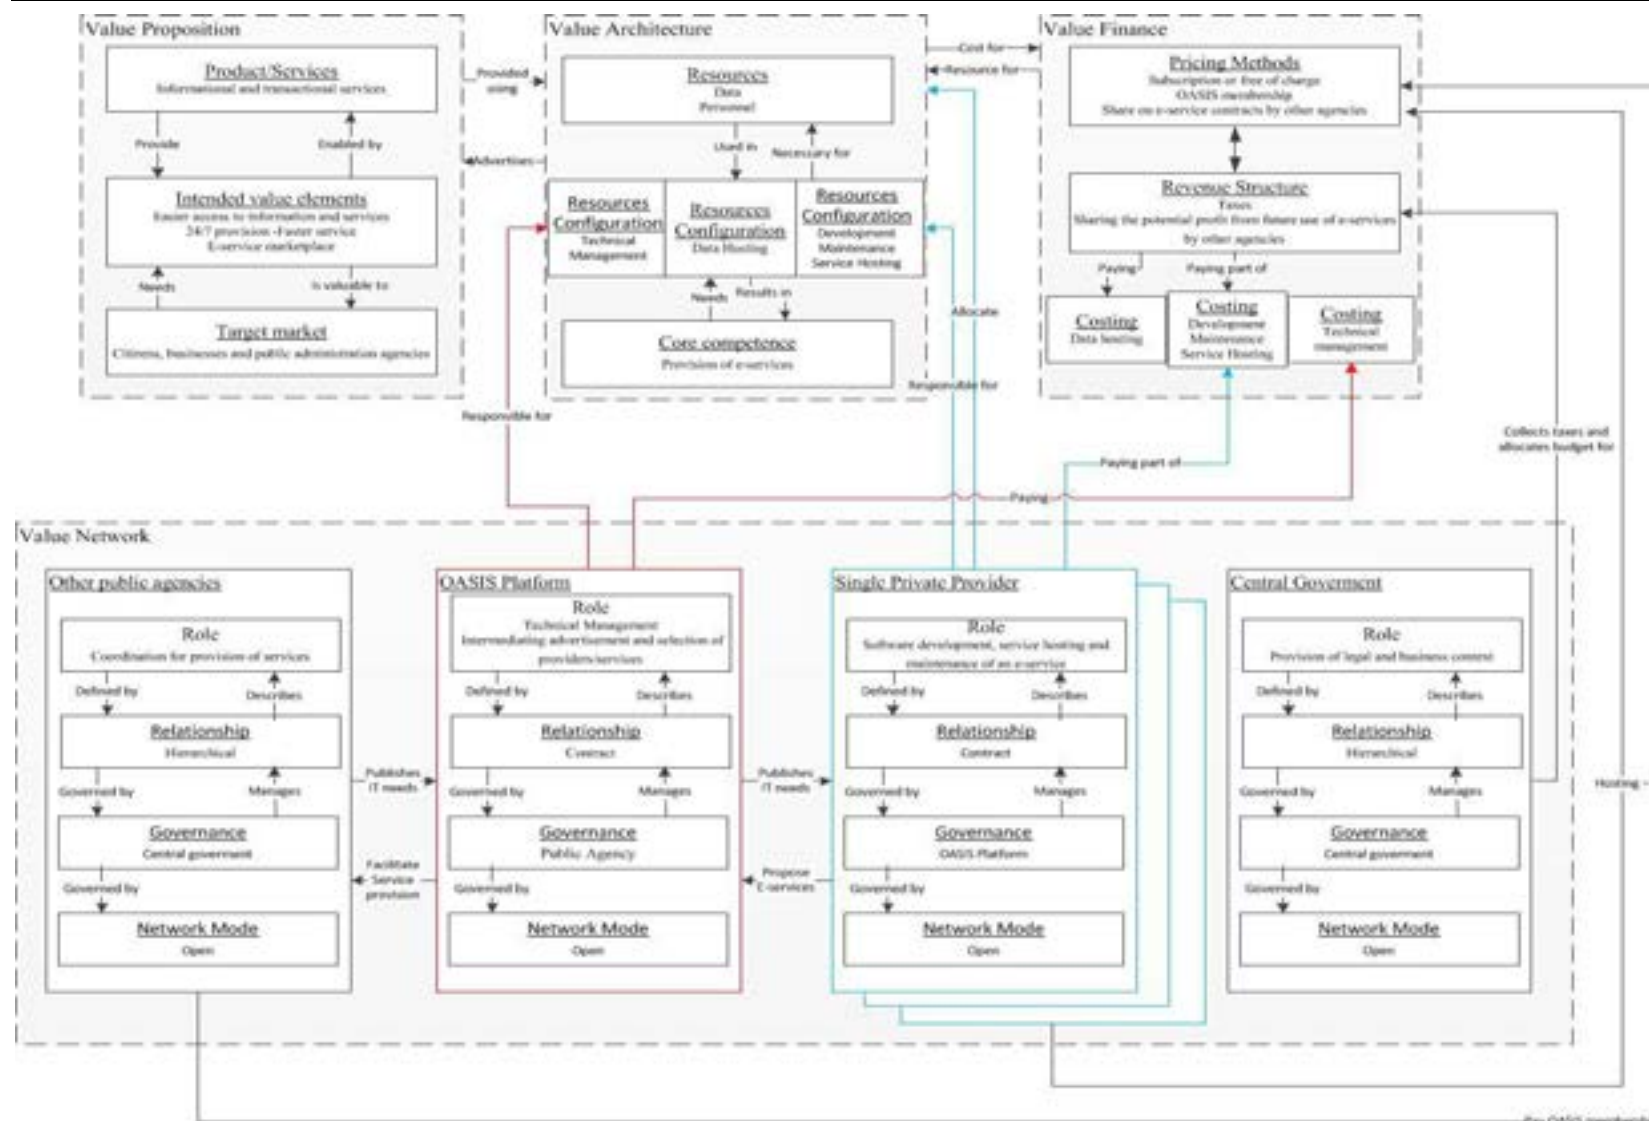 Value Proposition
Product/Services
Informational and transactional services
Provide
Enabled by
Intended value elements
Easier access to information and services
24/7 provision -Faster service
E-service marketplace
Needs
Is valuable to
Target market
Citizens, businesses and public administration agencies
Provided
using
Advertises
Value Architecture
Resources
Data
Personnel
Used in
Necessary for
Resources
Configuration
Technical
Management
Resources
Configuration
Data Hosting
Resources
Configuration
Development
Maintenance
Service Hosting
Needs
Results in
Core competence
Provision of e-services
Cost for
Resource for
Value Finance
Pricing Methods
Subscription or free of charge
OASIS membership
Share on e-service contracts by other agencies
Revenue Structure
Taxes
Sharing the potential profit from future use of e-services
by other agencies
Paying
Paying part of
Costing
Data hosting
Costing
Development
Maintenance
Service Hosting
Costing
Technical
management
Allocate
Responsible for
Responsible for
Collects taxes and
allocates budget for
Paying part of
Paying
Value Network
Other public agencies
Role
Coordination for provision of services
Defined by
Describes
Relationship
Hierarchical
Governed by
Manages
Governance
Central goverment
Governed by
Network Mode
Open
Publishes
IT needs
Facilitate
Service
provision
OASIS Platform
Role
Technical Management
Intermediating advertisement and selection of
providers/services
Defined by
Describes
Relationship
Contract
Governed by
Manages
Governance
Public Agency
Governed by
Network Mode
Open
Publishes
IT needs
Propose
E-services
Single Private Provider
Role
Software development, service hosting and
maintenance of an e-service
Defined by
Describes
Relationship
Contract
Governed by
Manages
Governance
OASIS Platform
Governed by
Network Mode
Open
Central Goverment
Role
Provision of legal and business context
Defined by
Describes
Relationship
Hierarchical
Governed by
Manages
Governance
Central goverment
Governed by
Network Mode
Open
Hosting -